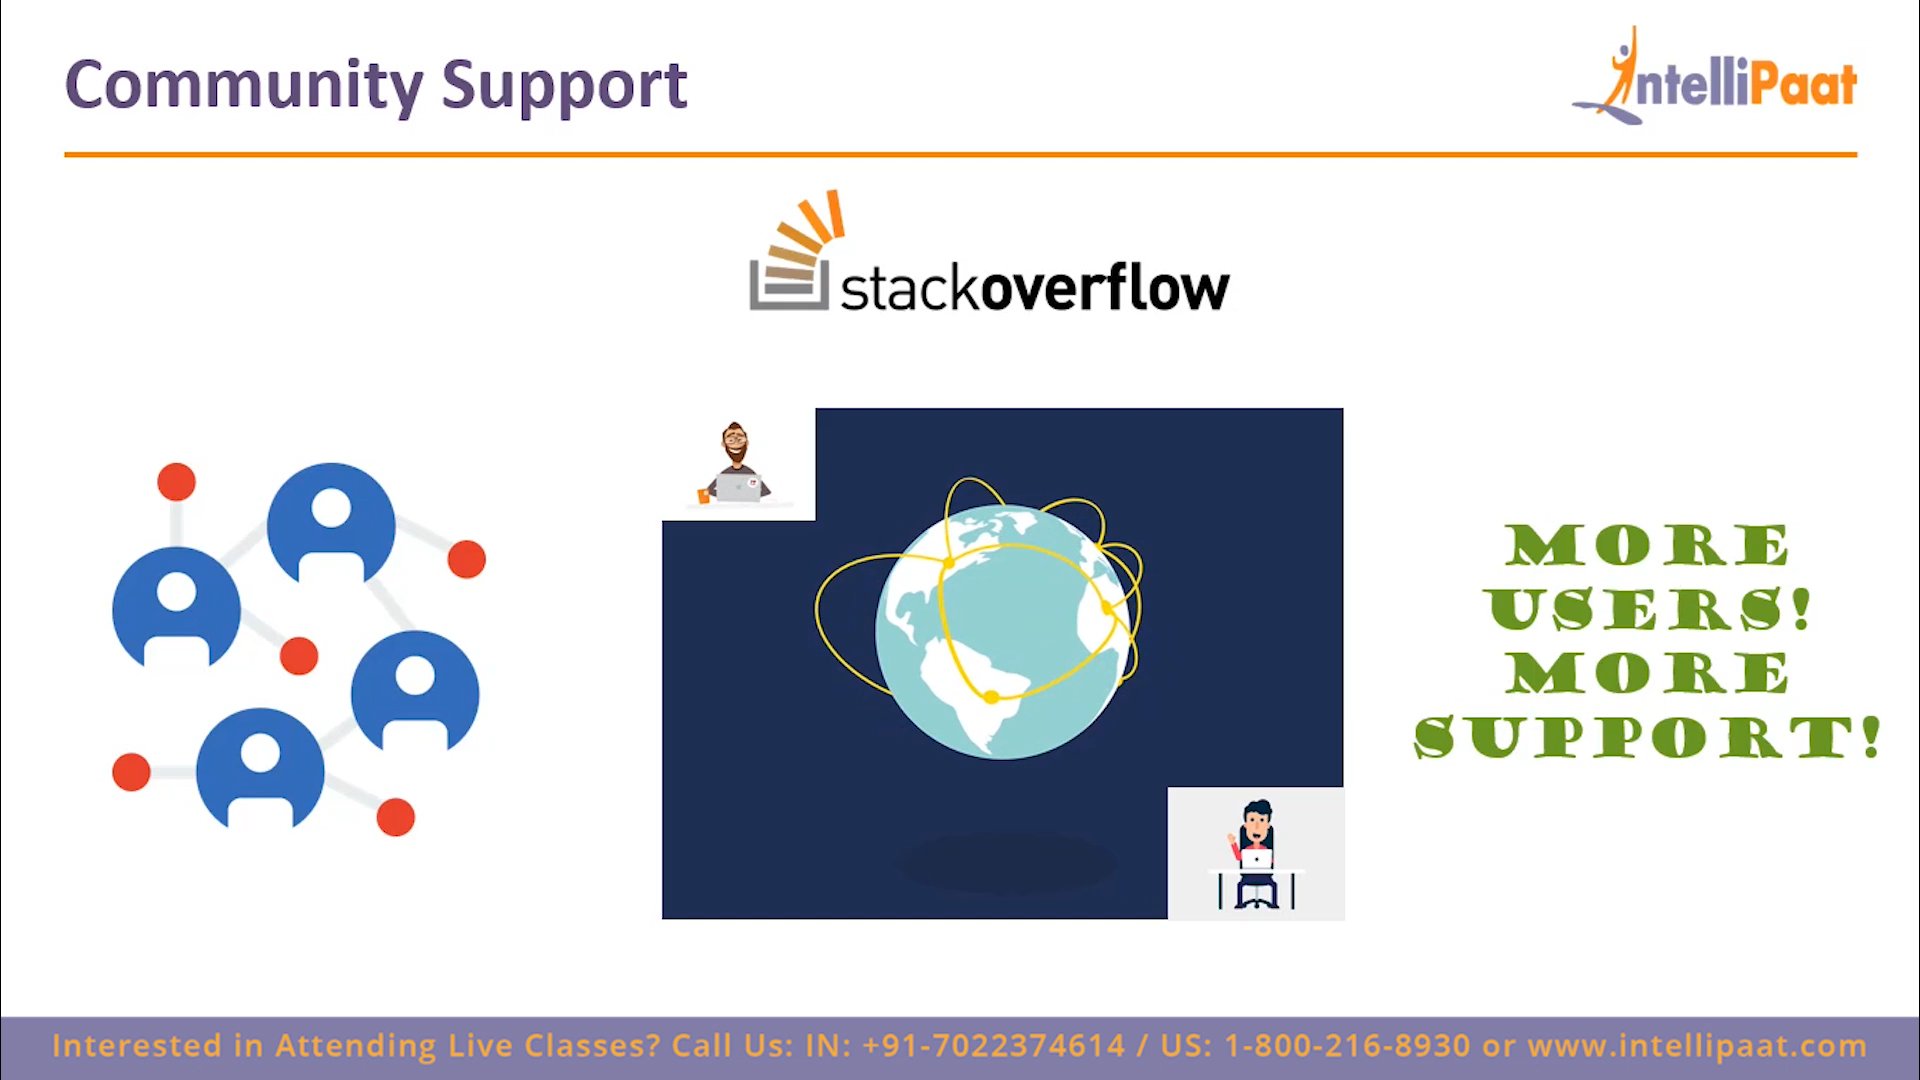 Community Support
IntelliPaat
stackoverflow
MORE
USERS!
MORE
SUPPORT!
Interested in Attending Live Classes? Call Us: IN: +91-7022374614 / US: 1-800-216-8930 or www.intellipaat.com